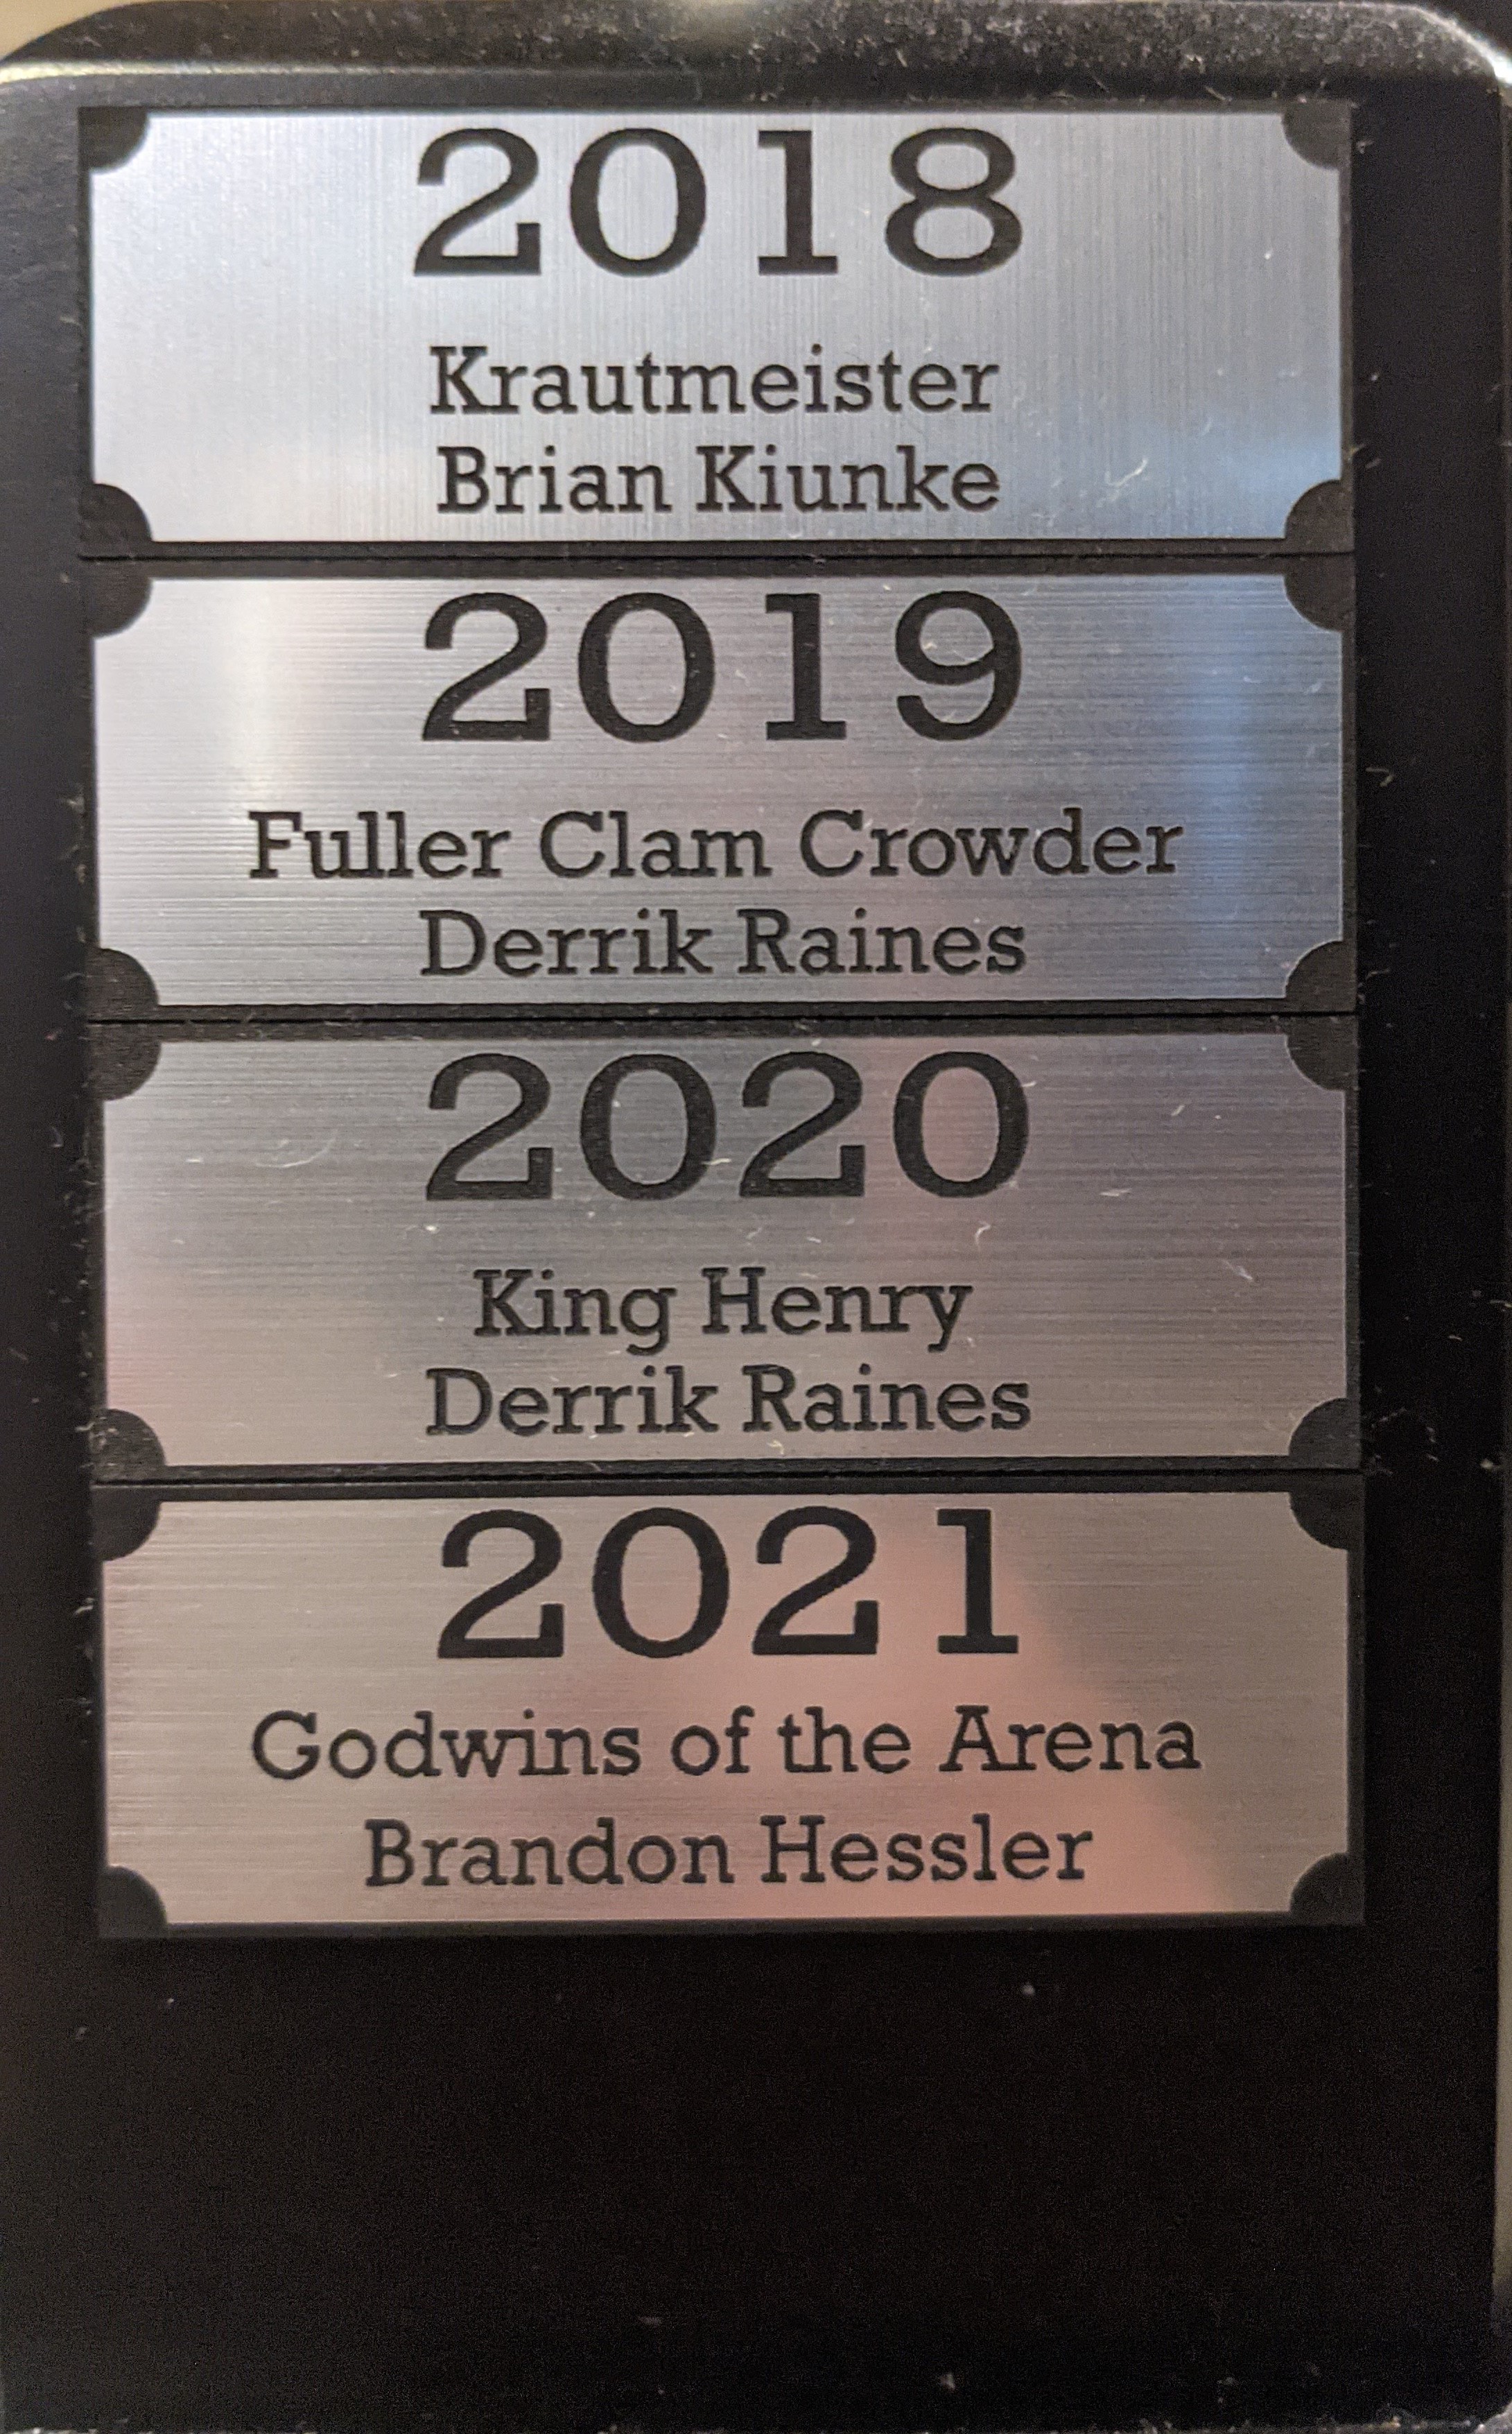 2018
Krautmeister
Brian Kiunke
2019
Fuller Clam Crowder
Derrik Raines
2020
King Henry
Derrik Raines
2021
Godwins of the Arena
Brandon Hessler